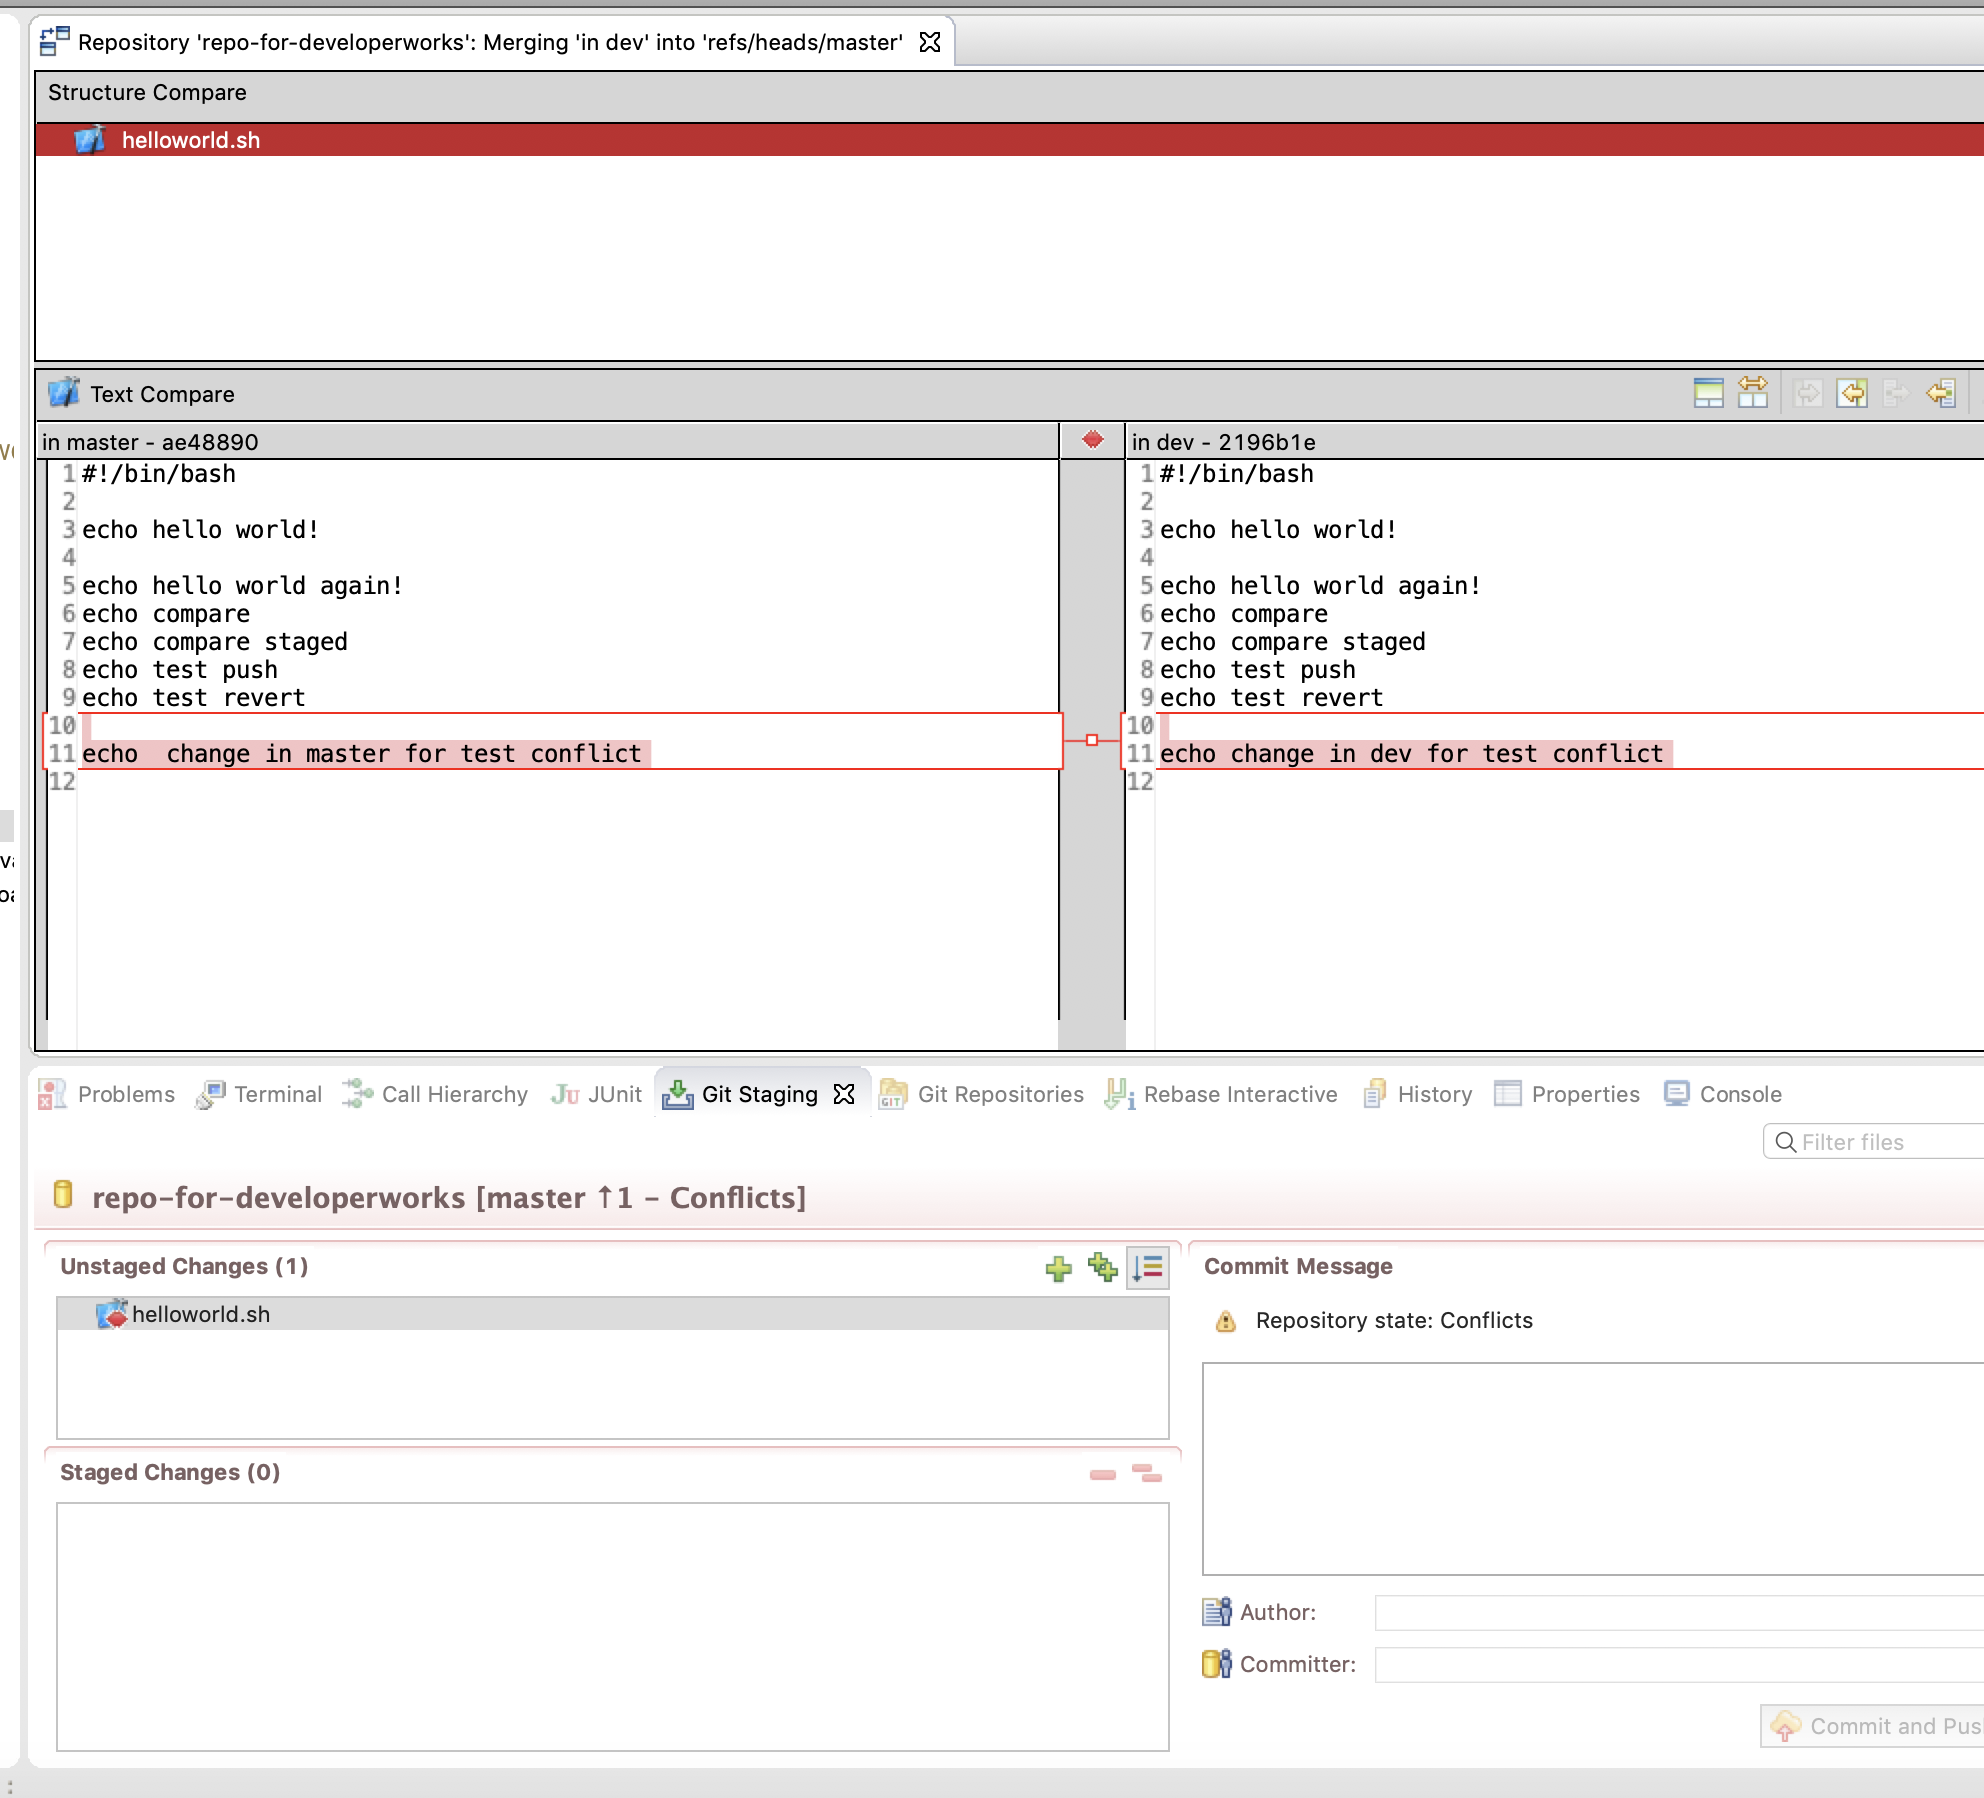 Repository 'repo-for-developerworks': Merging 'in dev' into 'refs/heads/master'
Structure Compare
helloworld.sh
Text Compare
in master - ae48890
1 #!/bin/bash
2
3 echo hello world!
4
5 echo hello world again!
6 echo compare
7 echo compare staged
8 echo test push
9 echo test revert
10
11 echo  change in master for test conflict
12
in dev - 2196b1e
1 #!/bin/bash
2
3 echo hello world!
4
5 echo hello world again!
6 echo compare
7 echo compare staged
8 echo test push
9 echo test revert
10
11 echo change in dev for test conflict
12
Problems Terminal Call Hierarchy JUnit Git Staging Git Repositories Rebase Interactive History Properties Console
Filter files
repo-for-developerworks [master ↑1 - Conflicts]
Unstaged Changes (1)
helloworld.sh
Staged Changes (0)
Commit Message
Repository state: Conflicts
Author:
Committer:
Commit and